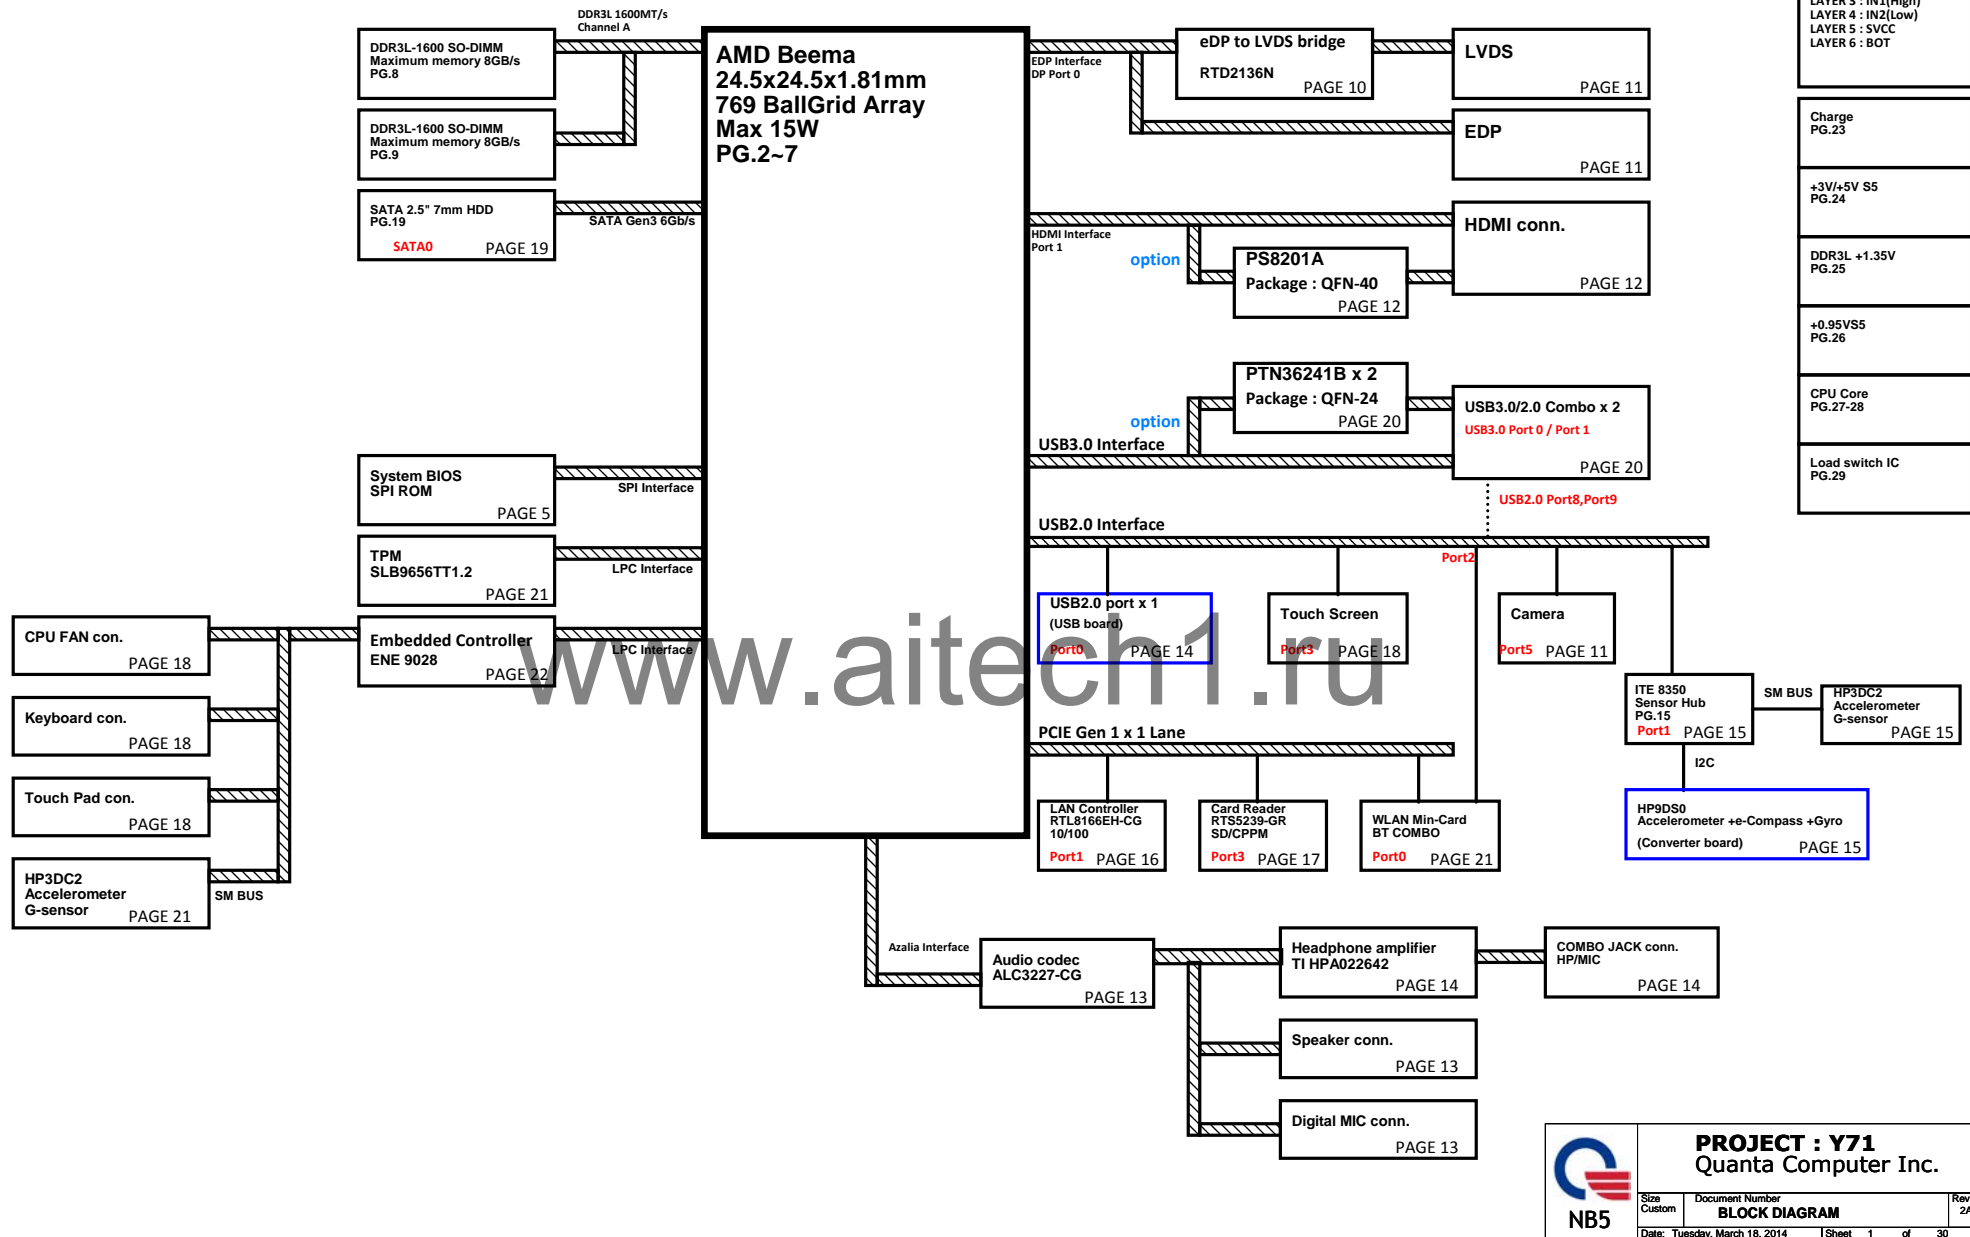 DDR3L 1600MT/s
Channel A
DDR3L-1600 SO-DIMM
Maximum memory 8GB/s
PG.8
DDR3L-1600 SO-DIMM
Maximum memory 8GB/s
PG.9
SATA 2.5" 7mm HDD
PG.19
SATA0 PAGE 19
SATA Gen3 6Gb/s
AMD Beema
24.5x24.5x1.81mm
769 BallGrid Array
Max 15W
PG.2~7
EDP Interface
DP Port 0
eDP to LVDS bridge
RTD2136N
PAGE 10
LVDS
PAGE 11
EDP
PAGE 11
HDMI Interface
Port 1
option
PS8201A
Package : QFN-40
PAGE 12
HDMI conn.
PAGE 12
PTN36241B x 2
Package : QFN-24
PAGE 20
option
USB3.0 Interface
USB3.0/2.0 Combo x 2
USB3.0 Port 0 / Port 1
PAGE 20
USB2.0 Port8,Port9
USB2.0 Interface
Port2
LAYER 3 : IN1(High)
LAYER 4 : IN2(Low)
LAYER 5 : SVCC
LAYER 6 : BOT
Charge
PG.23
+3V/+5V S5
PG.24
DDR3L +1.35V
PG.25
+0.95VS5
PG.26
CPU Core
PG.27-28
Load switch IC
PG.29
System BIOS
SPI ROM
PAGE 5
SPI Interface
TPM
SLB9656TT1.2
PAGE 21
LPC Interface
Embedded Controller
ENE 9028
PAGE 22
LPC Interface
CPU FAN con.
PAGE 18
Keyboard con.
PAGE 18
Touch Pad con.
PAGE 18
HP3DC2
Accelerometer
G-sensor PAGE 21
SM BUS
www.aitech1.ru
USB2.0 port x 1
(USB board)
Port0 PAGE 14
Touch Screen
Port3 PAGE 18
Camera
Port5 PAGE 11
ITE 8350
Sensor Hub
PG.15
Port1 PAGE 15
SM BUS
HP3DC2
Accelerometer
G-sensor
PAGE 15
I2C
HP9DS0
Accelerometer +e-Compass +Gyro
(Converter board) PAGE 15
PCIE Gen 1 x 1 Lane
LAN Controller
RTL8166EH-CG
10/100
Port1 PAGE 16
Card Reader
RTS5239-GR
SD/CPPM
Port3 PAGE 17
WLAN Min-Card
BT COMBO
Port0 PAGE 21
Azalia Interface
Audio codec
ALC3227-CG
PAGE 13
Headphone amplifier
TI HPA022642
PAGE 14
COMBO JACK conn.
HP/MIC
PAGE 14
Speaker conn.
PAGE 13
Digital MIC conn.
PAGE 13
NB5
PROJECT : Y71
Quanta Computer Inc.
Size
Custom
Document Number
BLOCK DIAGRAM
Rev
2A
Date: Tuesday, March 18, 2014 Sheet 1 of 30